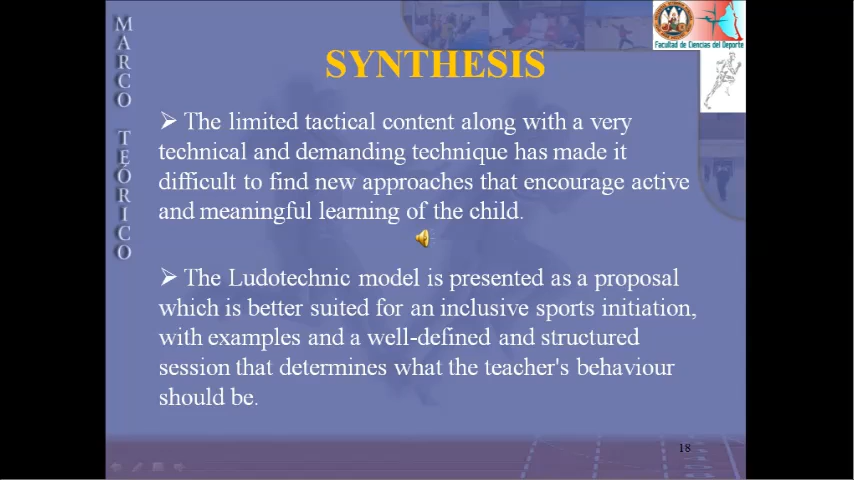 MARCO TEÓRICO
Facultad de Ciencias del Deporte
SYNTHESIS
➢ The limited tactical content along with a very
technical and demanding technique has made it
difficult to find new approaches that encourage active
and meaningful learning of the child.
➢ The Ludotechnic model is presented as a proposal
which is better suited for an inclusive sports initiation,
with examples and a well-defined and structured
session that determines what the teacher's behaviour
should be.
18